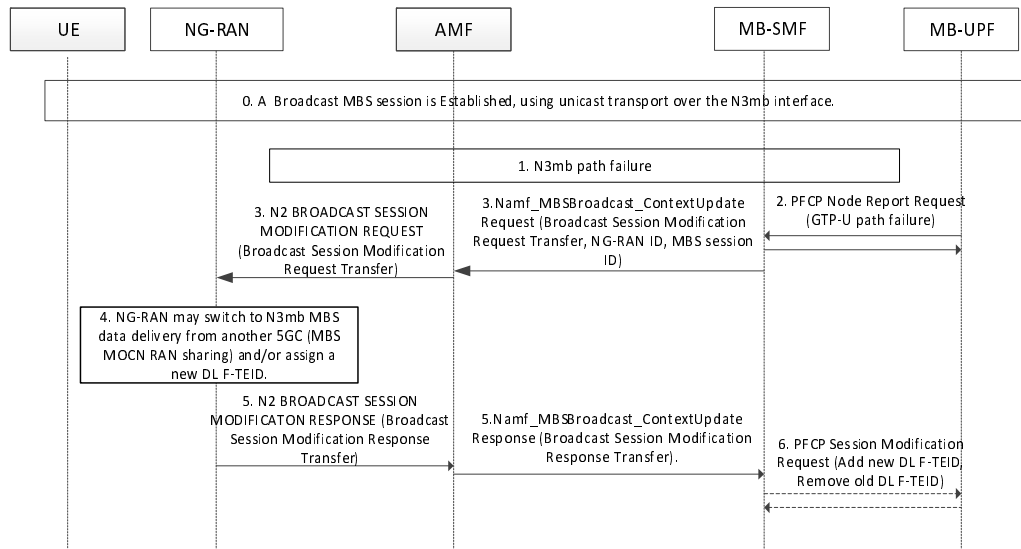 UE
NG-RAN
AMF
MB-SMF
MB-UPF
0. A Broadcast MBS session is Established, using unicast transport over the N3mb interface.
1. N3mb path failure
2. PFCP Node Report Request
(GTP-U path failure)
3.Namf_MBSBroadcast_ContextUpdate
Request (Broadcast Session Modification
Request Transfer, NG-RAN ID, MBS session
ID)
3. N2 BROADCAST SESSION
MODIFICATION REQUEST
(Broadcast Session Modification
Request Transfer)
4. NG-RAN may switch to N3mb MBS
data delivery from another 5GC (MBS
MOCN RAN sharing) and/or assign a
new DL F-TEID.
5. N2 BROADCAST SESSION
MODIFICATON RESPONSE (Broadcast
Session Modification Response
Transfer)
5.Namf_MBSBroadcast_ContextUpdate
Response (Broadcast Session Modification
Response Transfer).
6. PFCP Session Modification
Request (Add new DL F-TEID,
Remove old DL F-TEID)